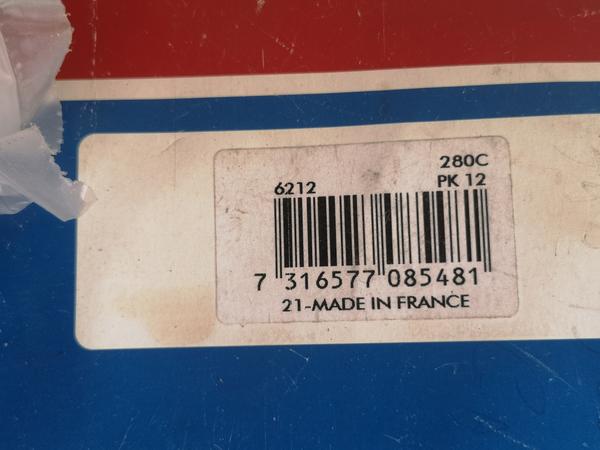 280C
6212 PK 12
7 316577 085481
21-MADE IN FRANCE